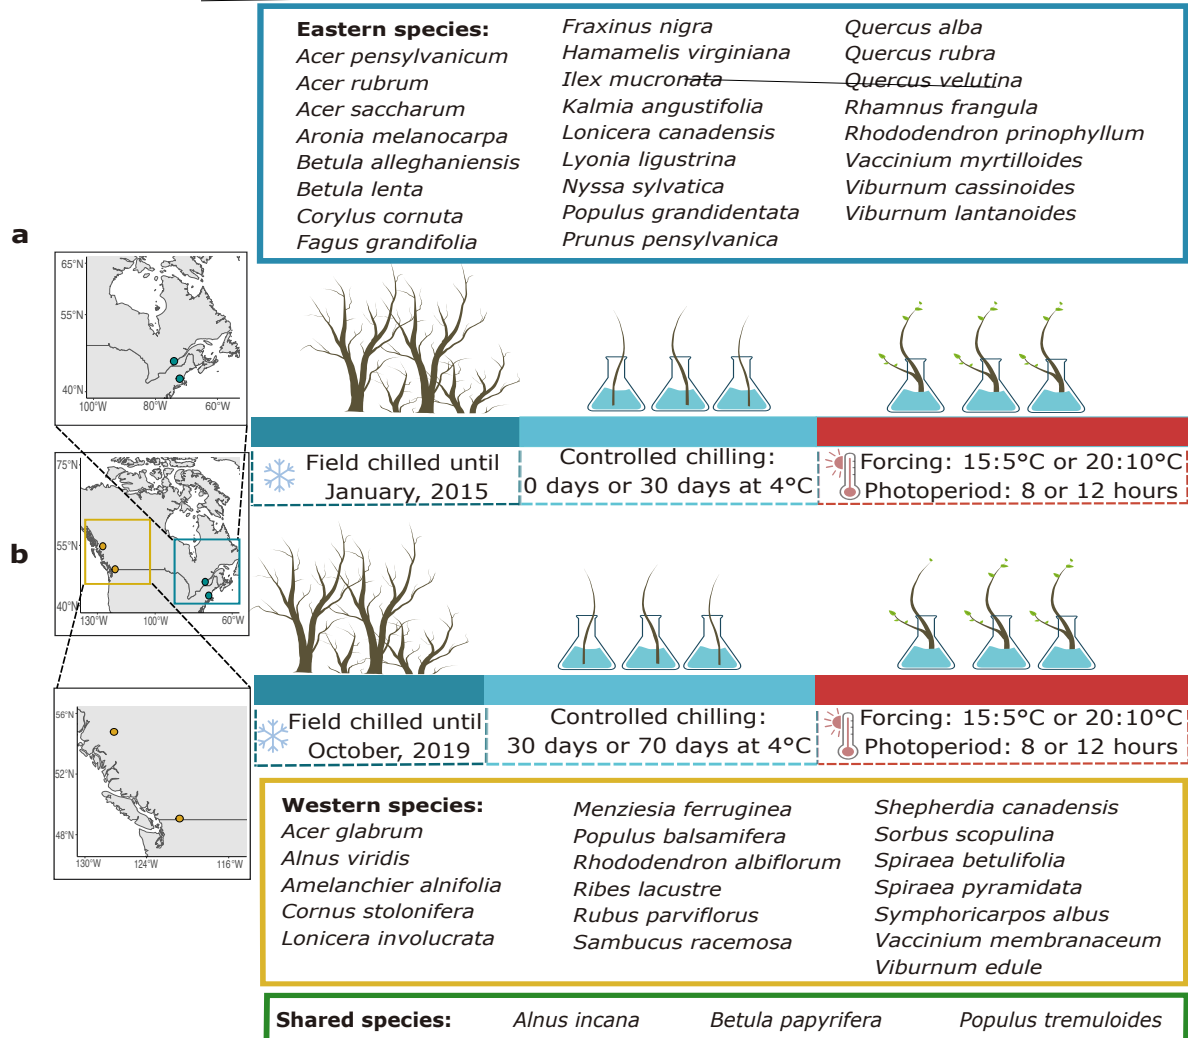 Eastern species:
Acer pensylvanicum
Acer rubrum
Acer saccharum
Aronia melanocarpa
Betula alleghaniensis
Betula lenta
Corylus cornuta
Fagus grandifolia
Fraxinus nigra
Hamamelis virginiana
Ilex mucronata
Kalmia angustifolia
Lonicera canadensis
Lyonia ligustrina
Nyssa sylvatica
Populus grandidentata
Prunus pensylvanica
Quercus alba
Quercus rubra
Quercus velutina
Rhamnus frangula
Rhododendron prinophyllum
Vaccinium myrtilloides
Viburnum cassinoides
Viburnum lantanoides
a
65°N
55°N
40°N
100°W 80°W 60°W
Field chilled until
January, 2015
Controlled chilling:
0 days or 30 days at 4°C
Forcing: 15:5°C or 20:10°C
Photoperiod: 8 or 12 hours
75°N
55°N
40°N
130°W 100°W 60°W
b
56°N
52°N
48°N
130°W 124°W 116°W
Field chilled until
October, 2019
Controlled chilling:
30 days or 70 days at 4°C
Forcing: 15:5°C or 20:10°C
Photoperiod: 8 or 12 hours
Western species:
Acer glabrum
Alnus viridis
Amelanchier alnifolia
Cornus stolonifera
Lonicera involucrata
Menziesia ferruginea
Populus balsamifera
Rhododendron albiflorum
Ribes lacustre
Rubus parviflorus
Sambucus racemosa
Shepherdia canadensis
Sorbus scopulina
Spiraea betulifolia
Spiraea pyramidata
Symphoricarpos albus
Vaccinium membranaceum
Viburnum edule
Shared species: Alnus incana Betula papyrifera Populus tremuloides